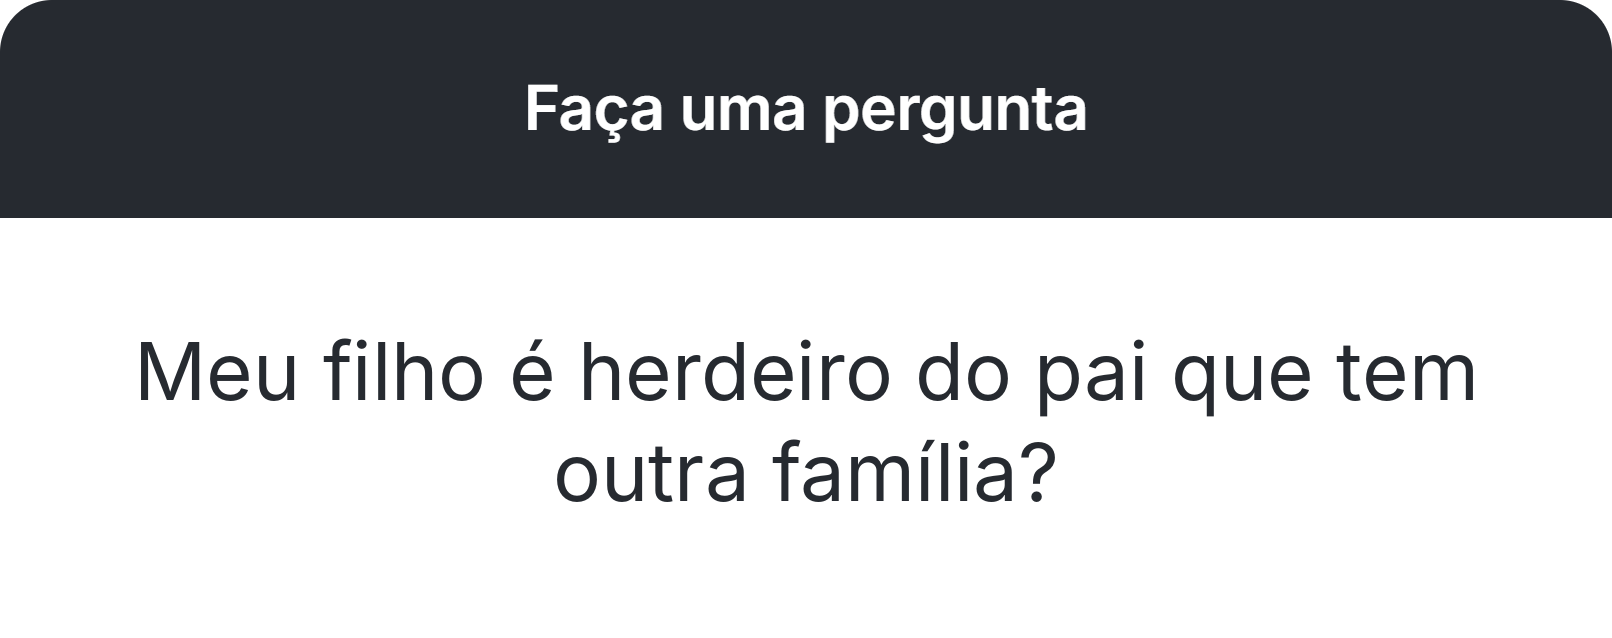 Faça uma pergunta
Meu filho é herdeiro do pai que tem
outra família?